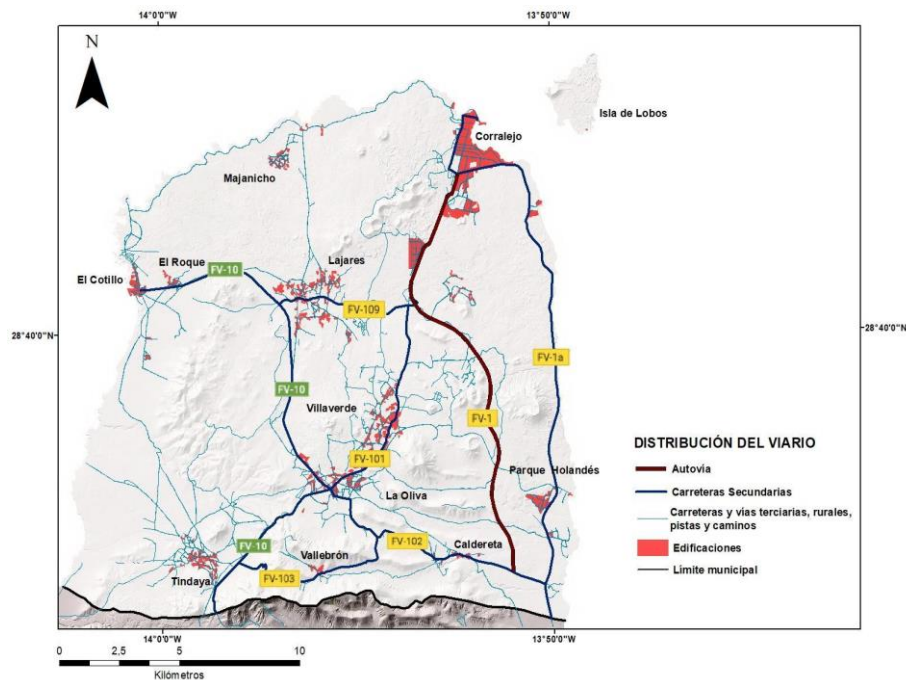 14°0'0"W
13°50'0"W
N
Isla de Lobos
Corralejo
Majanicho
El Roque
El Cotillo
FV-10
Lajares
FV-109
28°40'0"N
28°40'0"N
FV-1a
FV-10
Villaverde
FV-1
FV-101
Parque Holandés
La Oliva
FV-10
FV-102
Caldereta
Vallebrón
FV-103
Tindaya
DISTRIBUCIÓN DEL VIARIO
Autovia
Carreteras Secundarias
Carreteras y vias terciarias, rurales,
pistas y caminos
Edificaciones
Límite municipal
14°0'0"W
13°50'0"W
0 2,5 5 10
Kilómetros